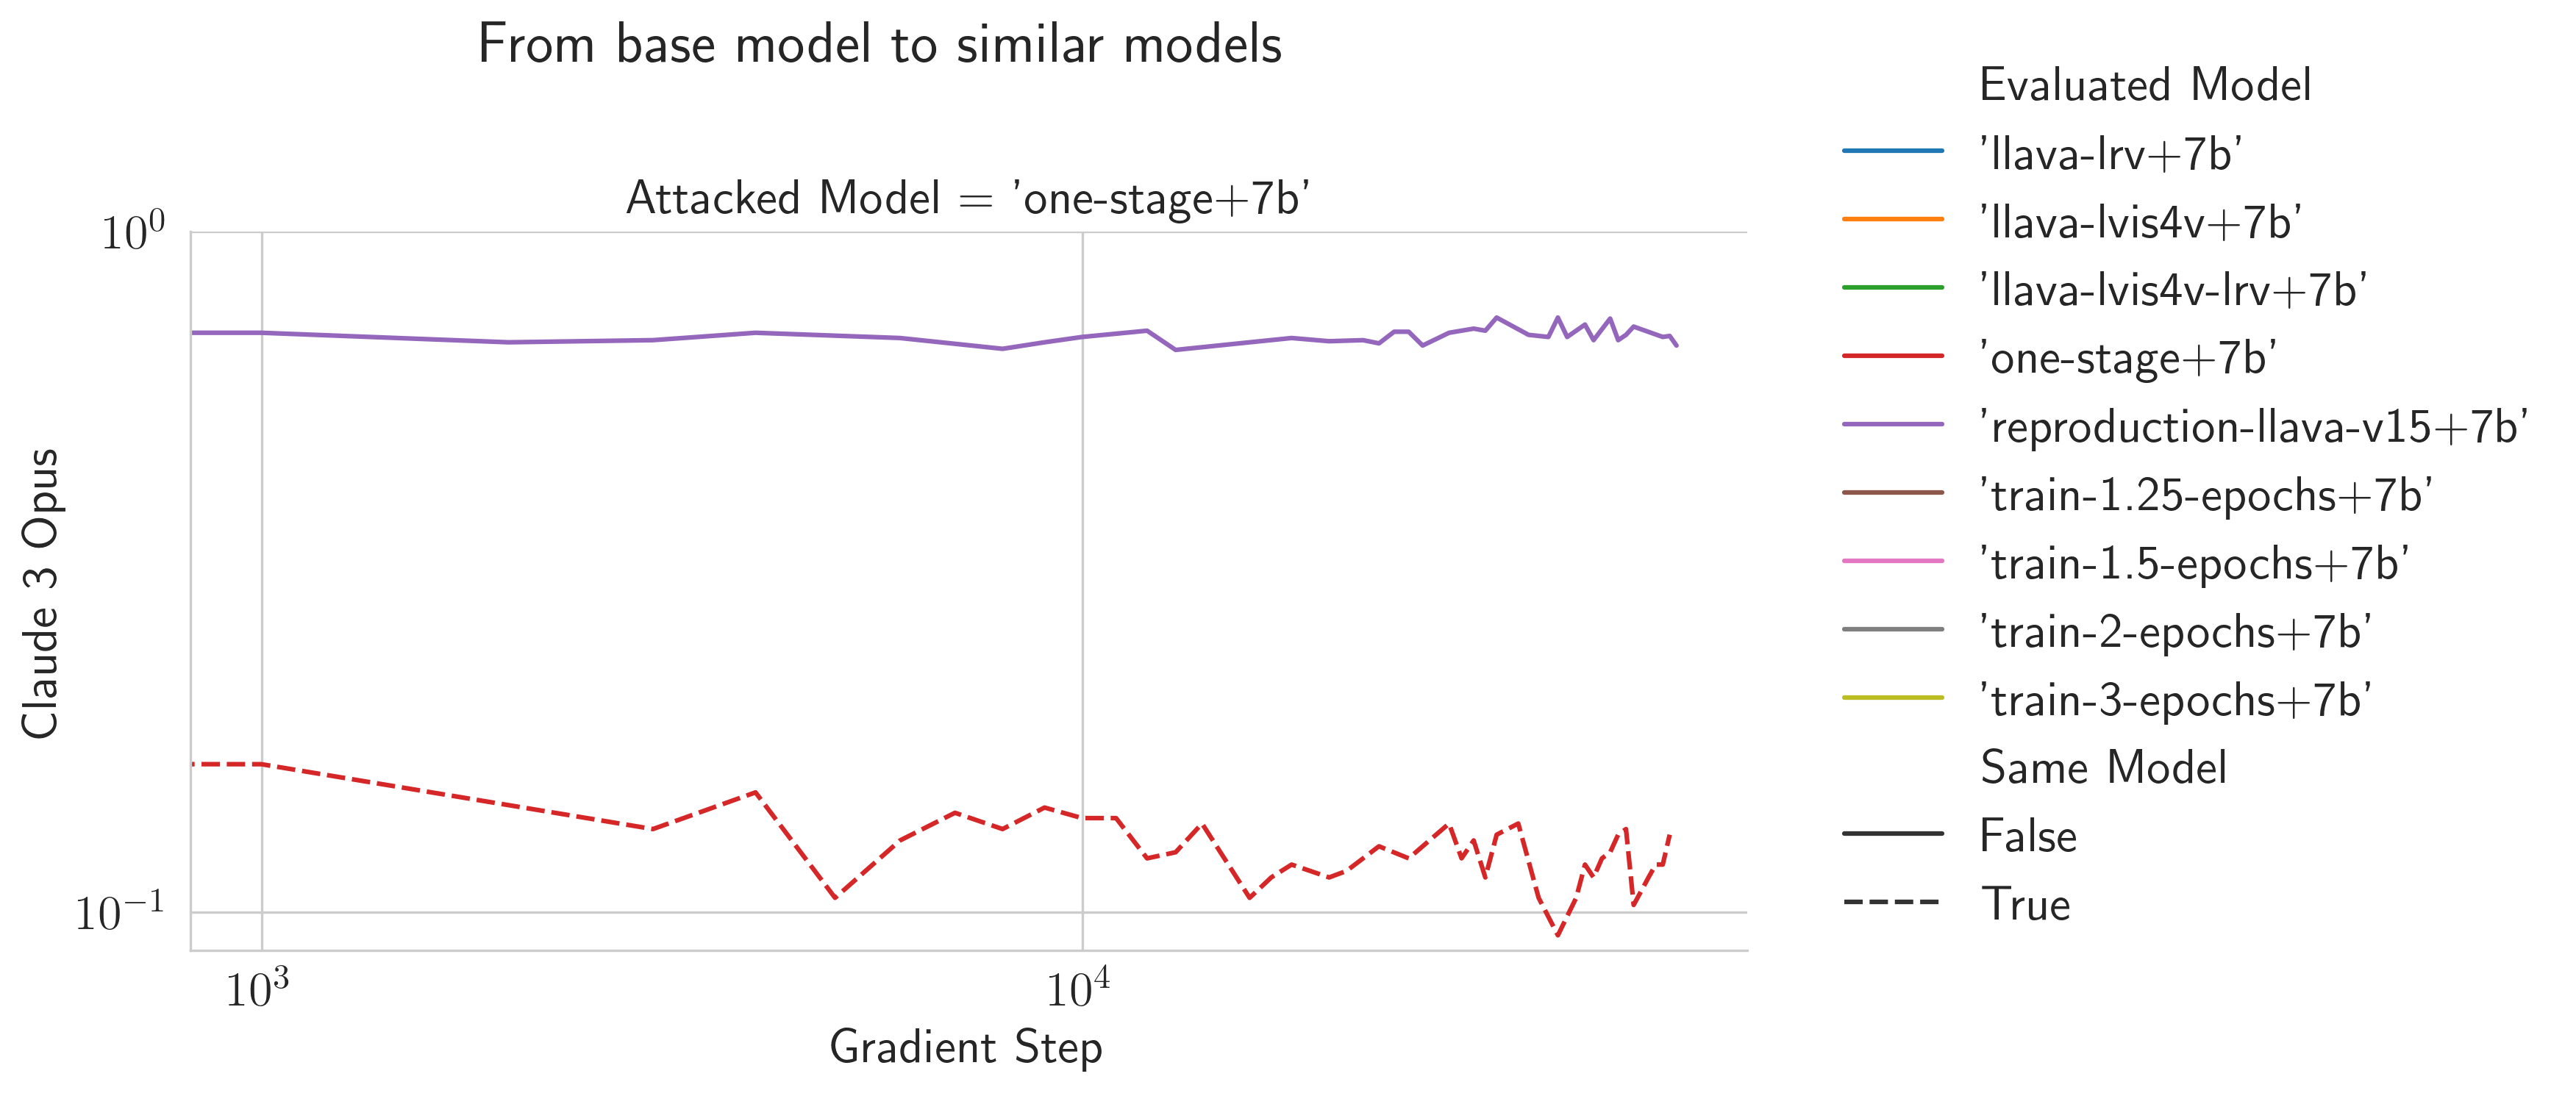 From base model to similar models
Attacked Model = 'one-stage+7b'
10^0
10^{-1}
Claude 3 Opus
10^3
10^4
Gradient Step
Evaluated Model
'llava-lrv+7b'
'llava-lvis4v+7b'
'llava-lvis4v-lrv+7b'
'one-stage+7b'
'reproduction-llava-v15+7b'
'train-1.25-epochs+7b'
'train-1.5-epochs+7b'
'train-2-epochs+7b'
'train-3-epochs+7b'
Same Model
False
True